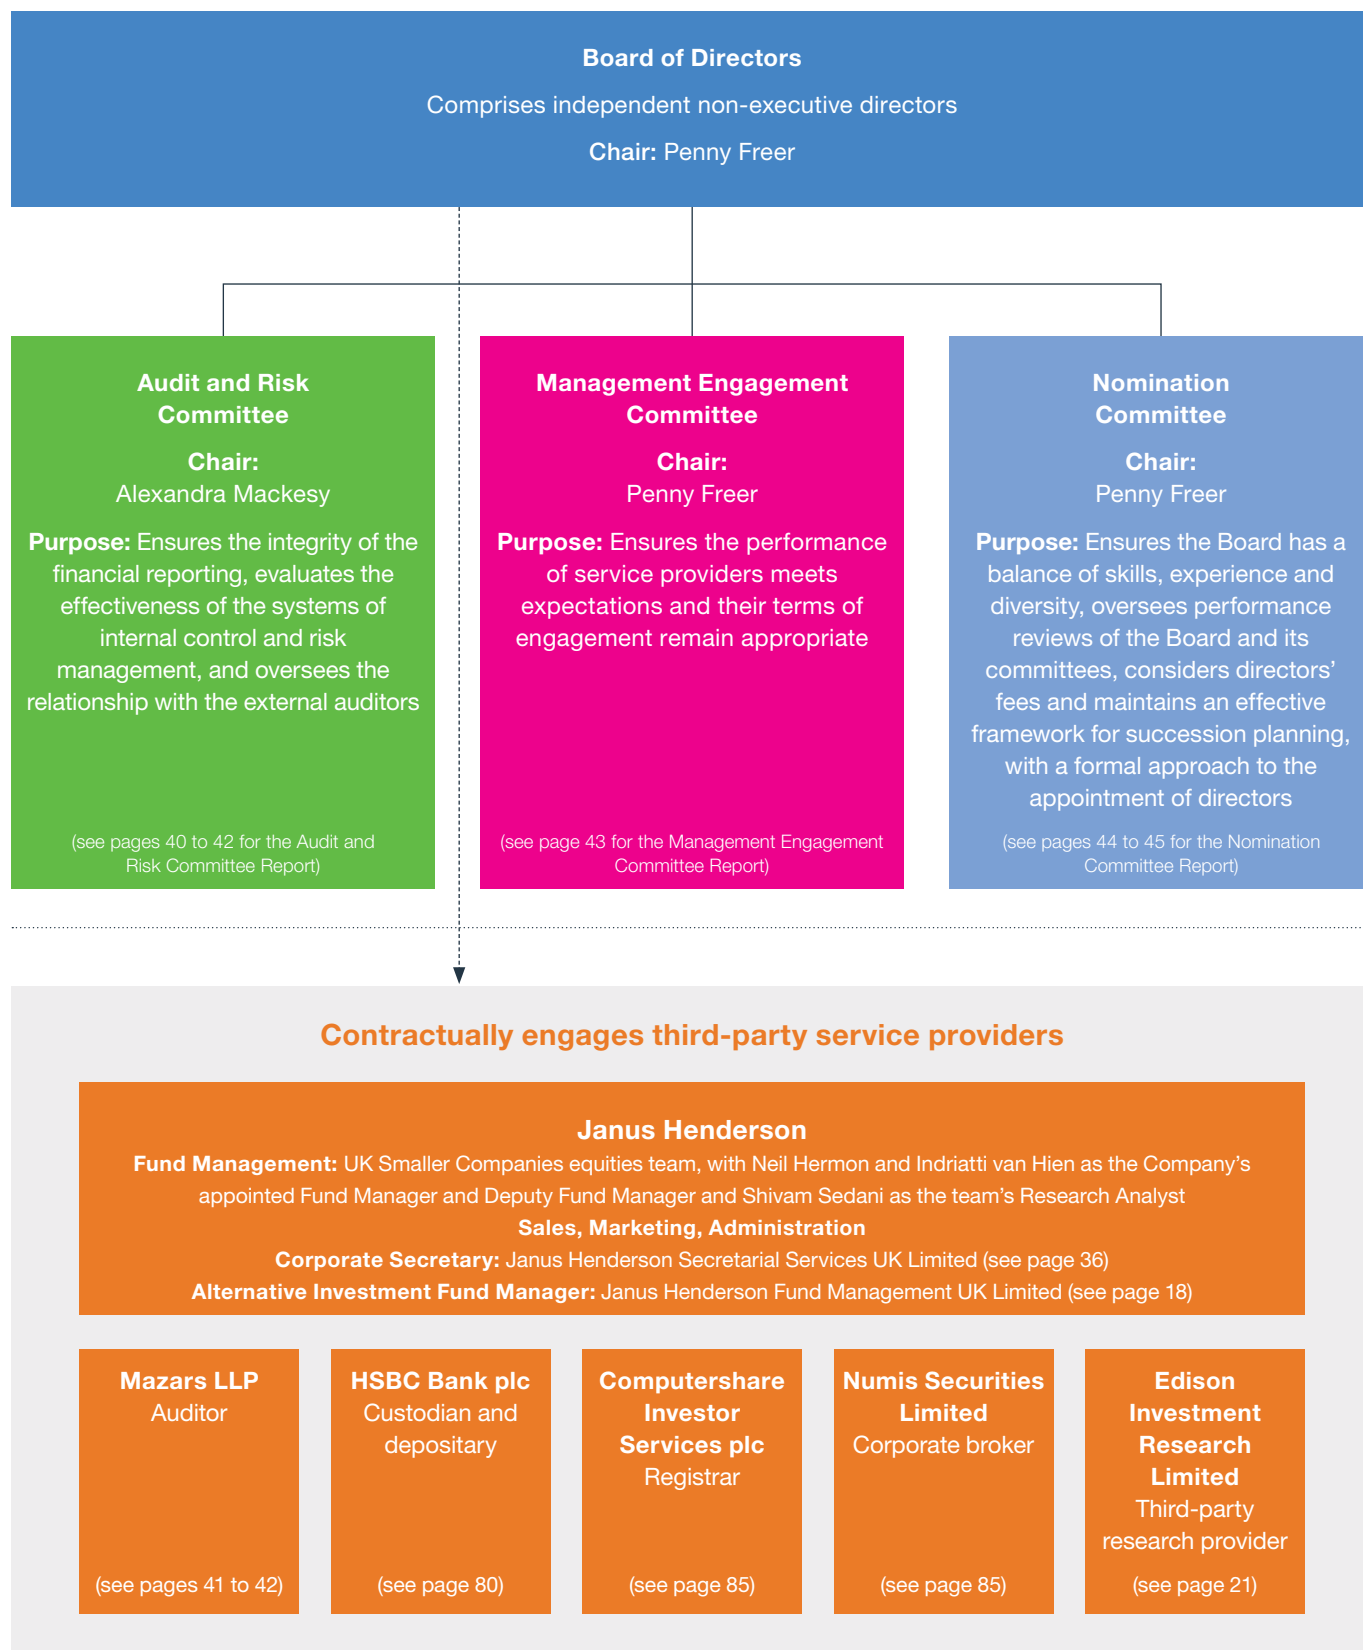 Board of Directors
Comprises independent non-executive directors
Chair: Penny Freer
Audit and Risk
Committee
Chair:
Alexandra Mackesy
Purpose: Ensures the integrity of the
financial reporting, evaluates the
effectiveness of the systems of
internal control and risk
management, and oversees the
relationship with the external auditors
(see pages 40 to 42 for the Audit and
Risk Committee Report)
Management Engagement
Committee
Chair:
Penny Freer
Purpose: Ensures the performance
of service providers meets
expectations and their terms of
engagement remain appropriate
(see page 43 for the Management Engagement
Committee Report)
Nomination
Committee
Chair:
Penny Freer
Purpose: Ensures the Board has a
balance of skills, experience and
diversity, oversees performance
reviews of the Board and its
committees, considers directors’
fees and maintains an effective
framework for succession planning,
with a formal approach to the
appointment of directors
(see pages 44 to 45 for the Nomination
Committee Report)
Contractually engages third-party service providers
Janus Henderson
Fund Management: UK Smaller Companies equities team, with Neil Hermon and Indriatti van Hien as the Company’s
appointed Fund Manager and Deputy Fund Manager and Shivam Sedani as the team’s Research Analyst
Sales, Marketing, Administration
Corporate Secretary: Janus Henderson Secretarial Services UK Limited (see page 36)
Alternative Investment Fund Manager: Janus Henderson Fund Management UK Limited (see page 18)
Mazars LLP
Auditor
(see pages 41 to 42)
HSBC Bank plc
Custodian and
depositary
(see page 80)
Computershare
Investor
Services plc
Registrar
(see page 85)
Numis Securities
Limited
Corporate broker
(see page 85)
Edison
Investment
Research
Limited
Third-party
research provider
(see page 21)